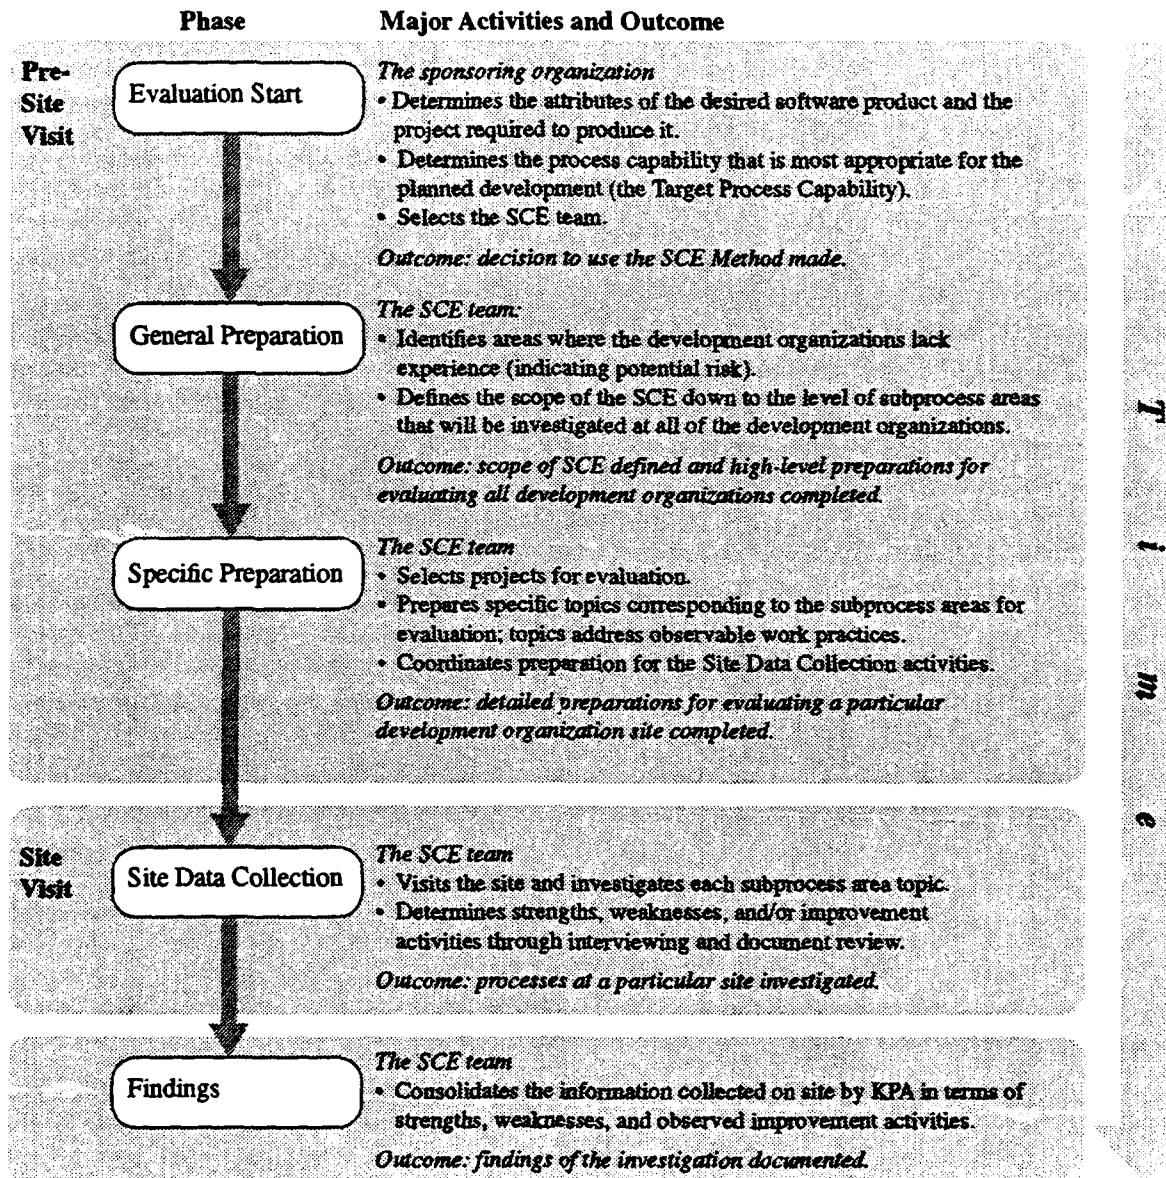 Phase Major Activities and Outcome
Pre-
Site
Visit
Evaluation Start
The sponsoring organization
• Determines the attributes of the desired software product and the
project required to produce it.
• Determines the process capability that is most appropriate for the
planned development (the Target Process Capability).
• Selects the SCE team.
Outcome: decision to use the SCE Method made.
General Preparation
The SCE team:
• Identifies areas where the development organizations lack
experience (indicating potential risk).
• Defines the scope of the SCE down to the level of subprocess areas
that will be investigated at all of the development organizations.
Outcome: scope of SCE defined and high-level preparations for
evaluating all development organizations completed.
Specific Preparation
The SCE team
• Selects projects for evaluation.
• Prepares specific topics corresponding to the subprocess areas for
evaluation; topics address observable work practices.
• Coordinates preparation for the Site Data Collection activities.
Outcome: detailed preparations for evaluating a particular
development organization site completed.
Site
Visit
Site Data Collection
The SCE team
• Visits the site and investigates each subprocess area topic.
• Determines strengths, weaknesses, and/or improvement
activities through interviewing and document review.
Outcome: processes at a particular site investigated.
Findings
The SCE team
• Consolidates the information collected on site by KPA in terms of
strengths, weaknesses, and observed improvement activities.
Outcome: findings of the investigation documented.
Time